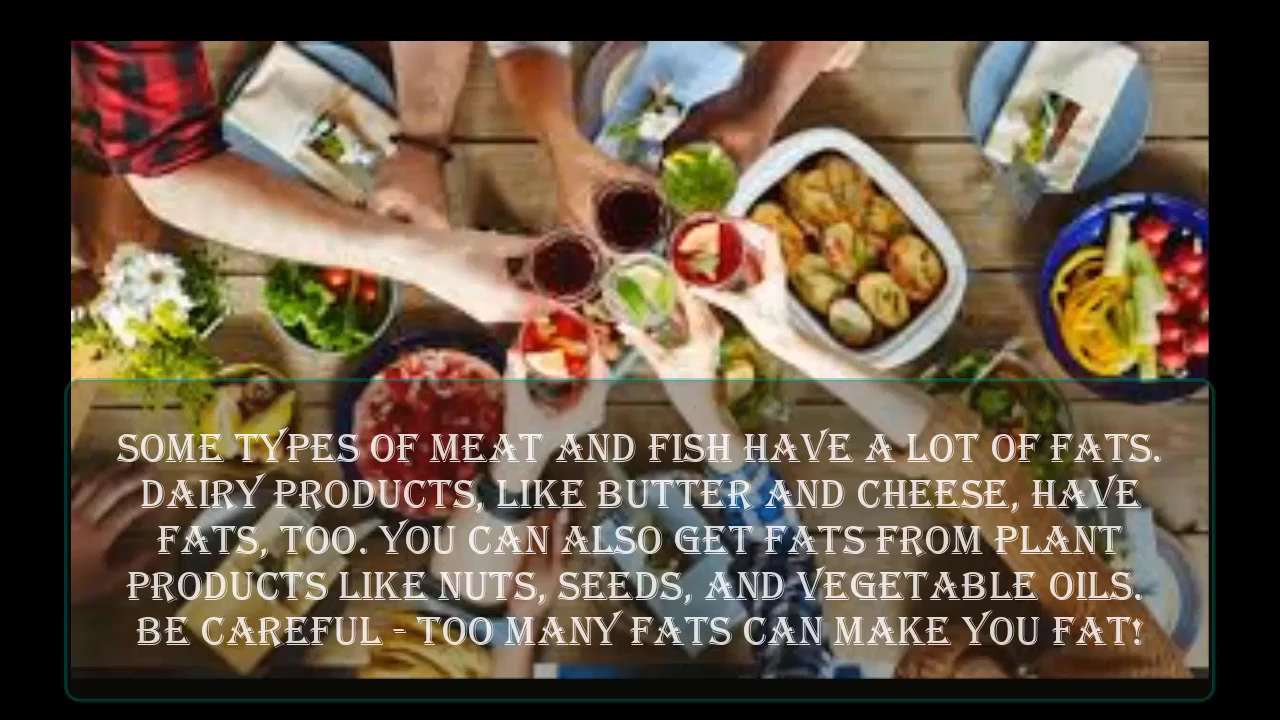 SOME TYPES OF MEAT AND FISH HAVE A LOT OF FATS.
DAIRY PRODUCTS, LIKE BUTTER AND CHEESE, HAVE
FATS, TOO. YOU CAN ALSO GET FATS FROM PLANT
PRODUCTS LIKE NUTS, SEEDS, AND VEGETABLE OILS.
BE CAREFUL - TOO MANY FATS CAN MAKE YOU FAT!